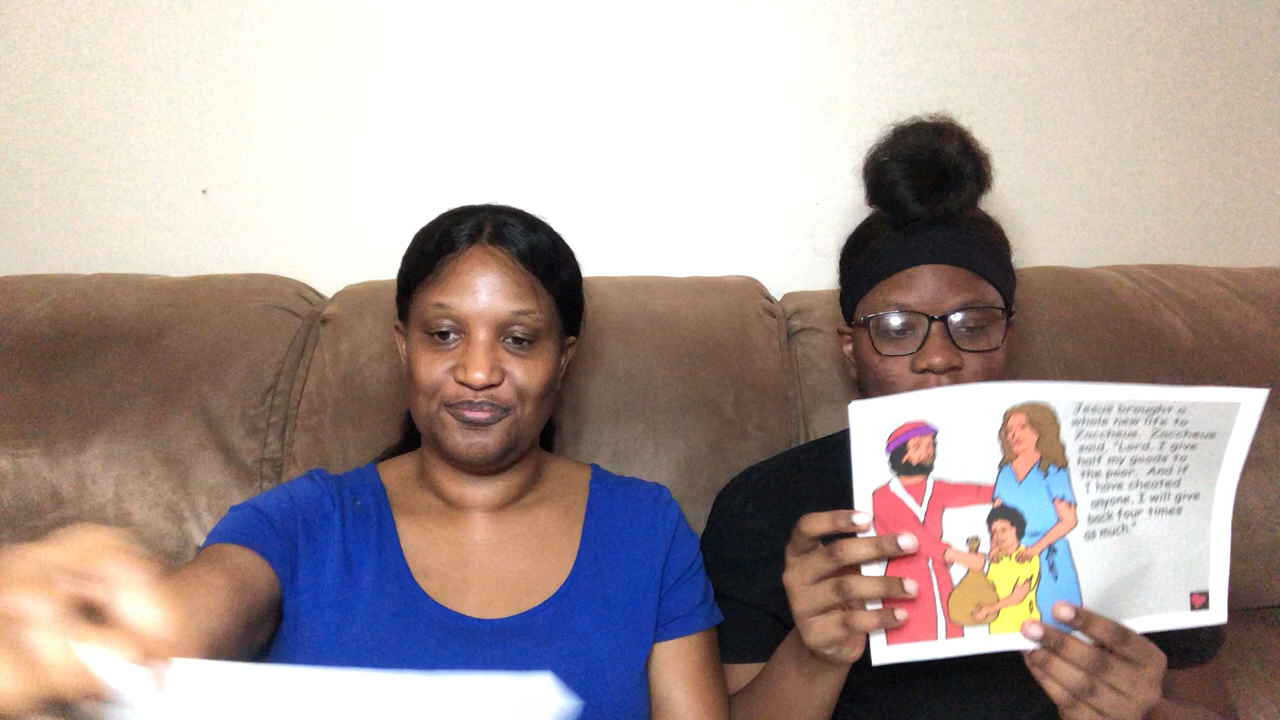 Jesus brought a
whole new life to
Zaccheus. Zaccheus
said, "Lord, I give
half my goods to
the poor. And if
I have cheated
anyone, I will give
back four times
as much."